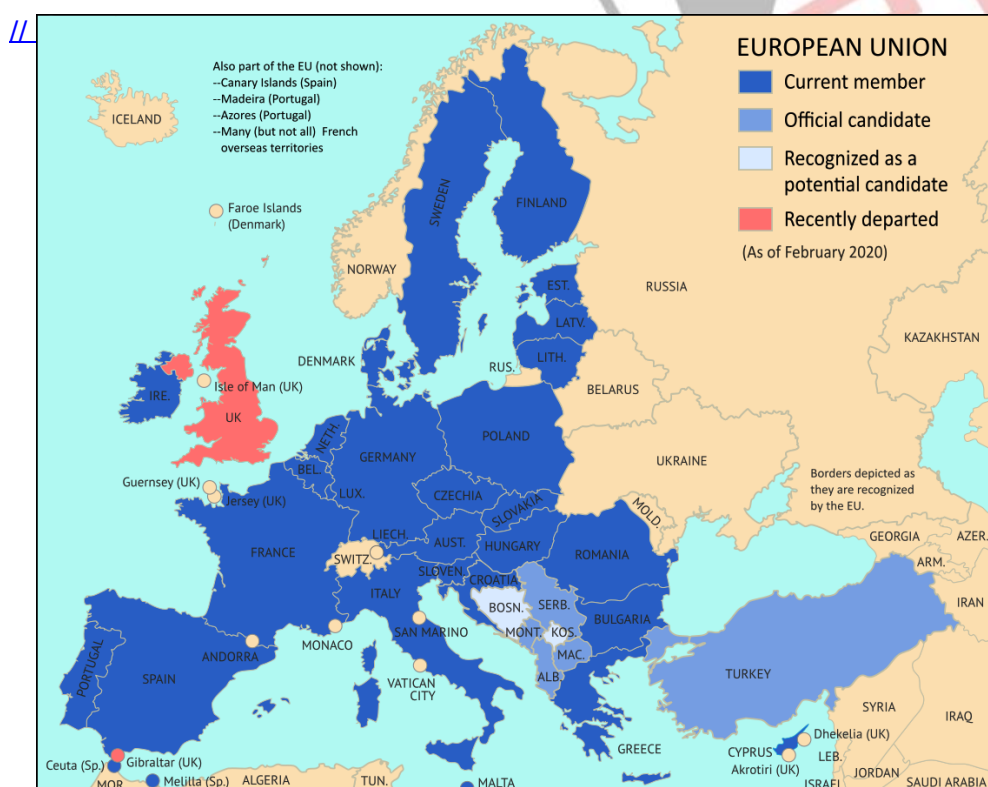 //
EUROPEAN UNION
Current member
Official candidate
Recognized as a
potential candidate
Recently departed
(As of February 2020)
Also part of the EU (not shown):
--Canary Islands (Spain)
--Madeira (Portugal)
--Azores (Portugal)
--Many (but not all) French
overseas territories
ICELAND
Faroe Islands
(Denmark)
SWEDEN
FINLAND
NORWAY
RUSSIA
EST.
LATV.
LITH.
RUS.
KAZAKHSTAN
DENMARK
BELARUS
Isle of Man (UK)
IRE.
UK
NETH.
POLAND
GERMANY
BEL.
UKRAINE
Guernsey (UK)
Jersey (UK)
LUX.
CZECHIA
SLOVAKIA
MOLD.
Borders depicted as
they are recognized
by the EU.
LIECH.
FRANCE
SWITZ.
AUST.
HUNGARY
ROMANIA
GEORGIA
AZER.
ARM.
SLOVEN.
CROATIA
ITALY
BOSN.
SERB.
IRAN
BULGARIA
MONT.
KOS.
SAN MARINO
MONACO
ANDORRA
MAC.
ALB.
PORTUGAL
SPAIN
VATICAN
CITY
TURKEY
SYRIA
IRAQ
GREECE
Dhekelia (UK)
CYPRUS
LEB.
Akrotiri (UK)
Gibraltar (UK)
Ceuta (Sp.)
MOR.
Melilla (Sp.)
ALGERIA
TUN.
MALTA
ISRAEL
JORDAN
SAUDI ARABIA